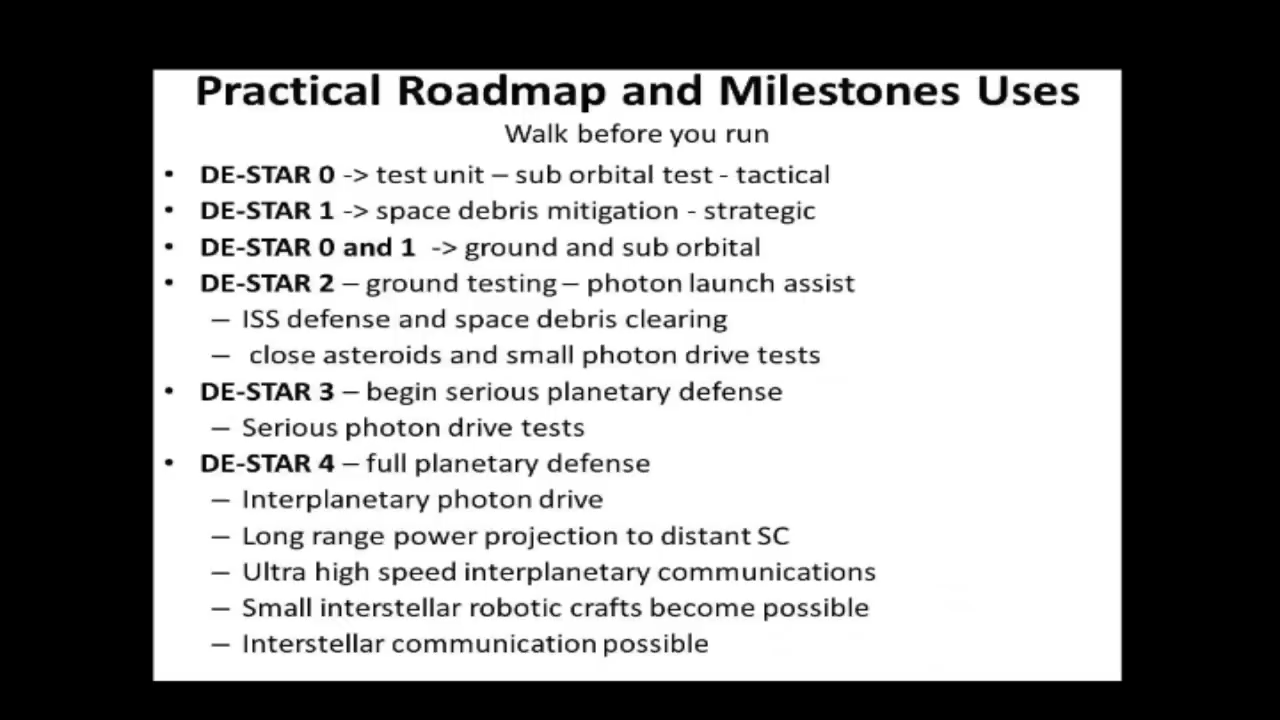 Practical Roadmap and Milestones Uses
Walk before you run
• DE-STAR 0 -> test unit – sub orbital test - tactical
• DE-STAR 1 -> space debris mitigation - strategic
• DE-STAR 0 and 1 -> ground and sub orbital
• DE-STAR 2 – ground testing – photon launch assist
– ISS defense and space debris clearing
– close asteroids and small photon drive tests
• DE-STAR 3 – begin serious planetary defense
– Serious photon drive tests
• DE-STAR 4 – full planetary defense
– Interplanetary photon drive
– Long range power projection to distant SC
– Ultra high speed interplanetary communications
– Small interstellar robotic crafts become possible
– Interstellar communication possible